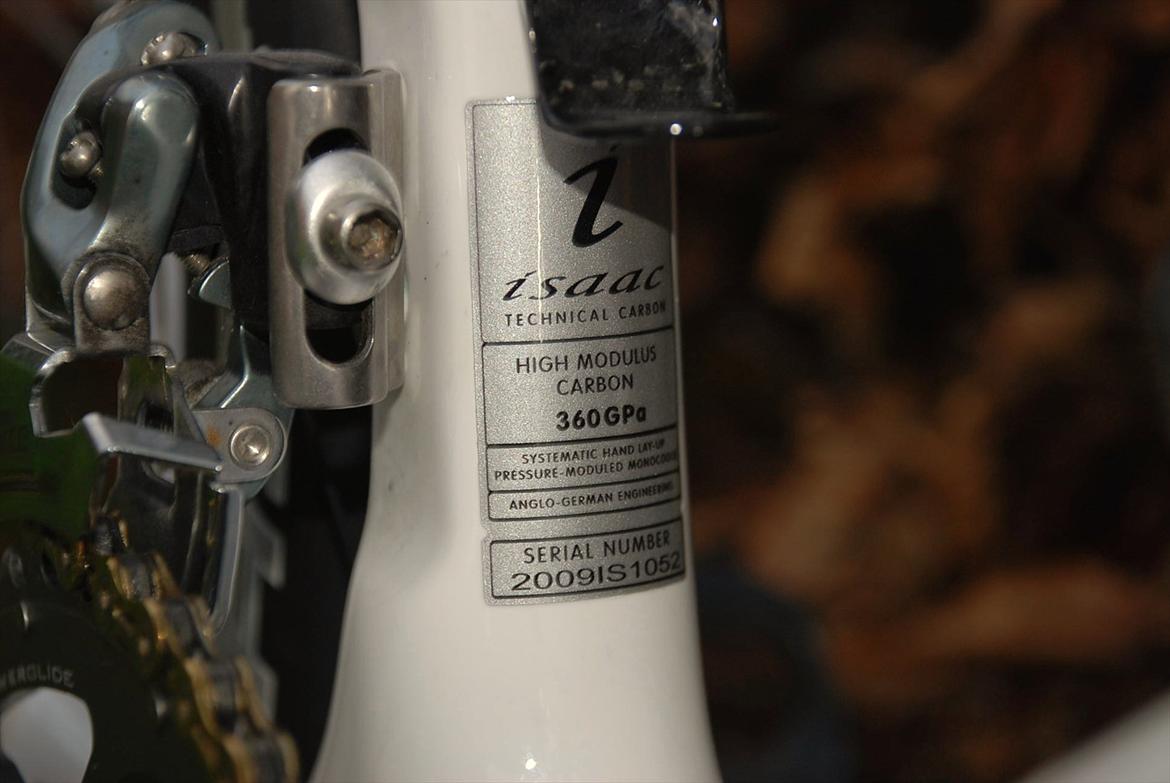 i
isaac
TECHNICAL CARBON
HIGH MODULUS
CARBON
360GPa
SYSTEMATIC HAND LAY-UP
PRESSURE-MODULED MONOCOQUE
ANGLO-GERMAN ENGINEERING
SERIAL NUMBER
2009IS1052